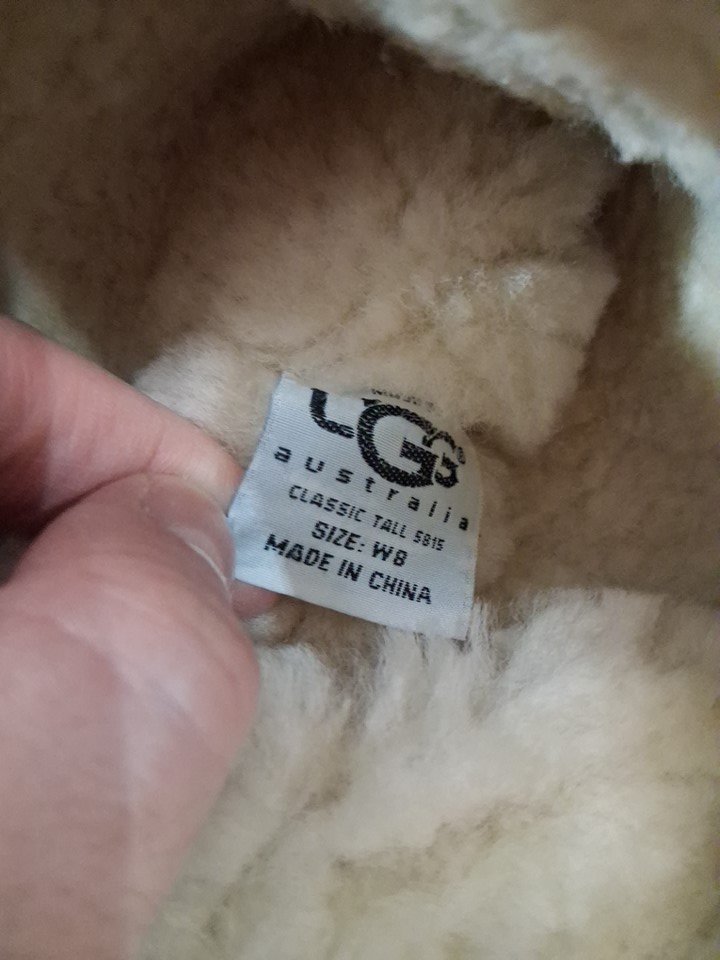 UGG
australia
CLASSIC TALL 5815
SIZE: W8
MADE IN CHINA